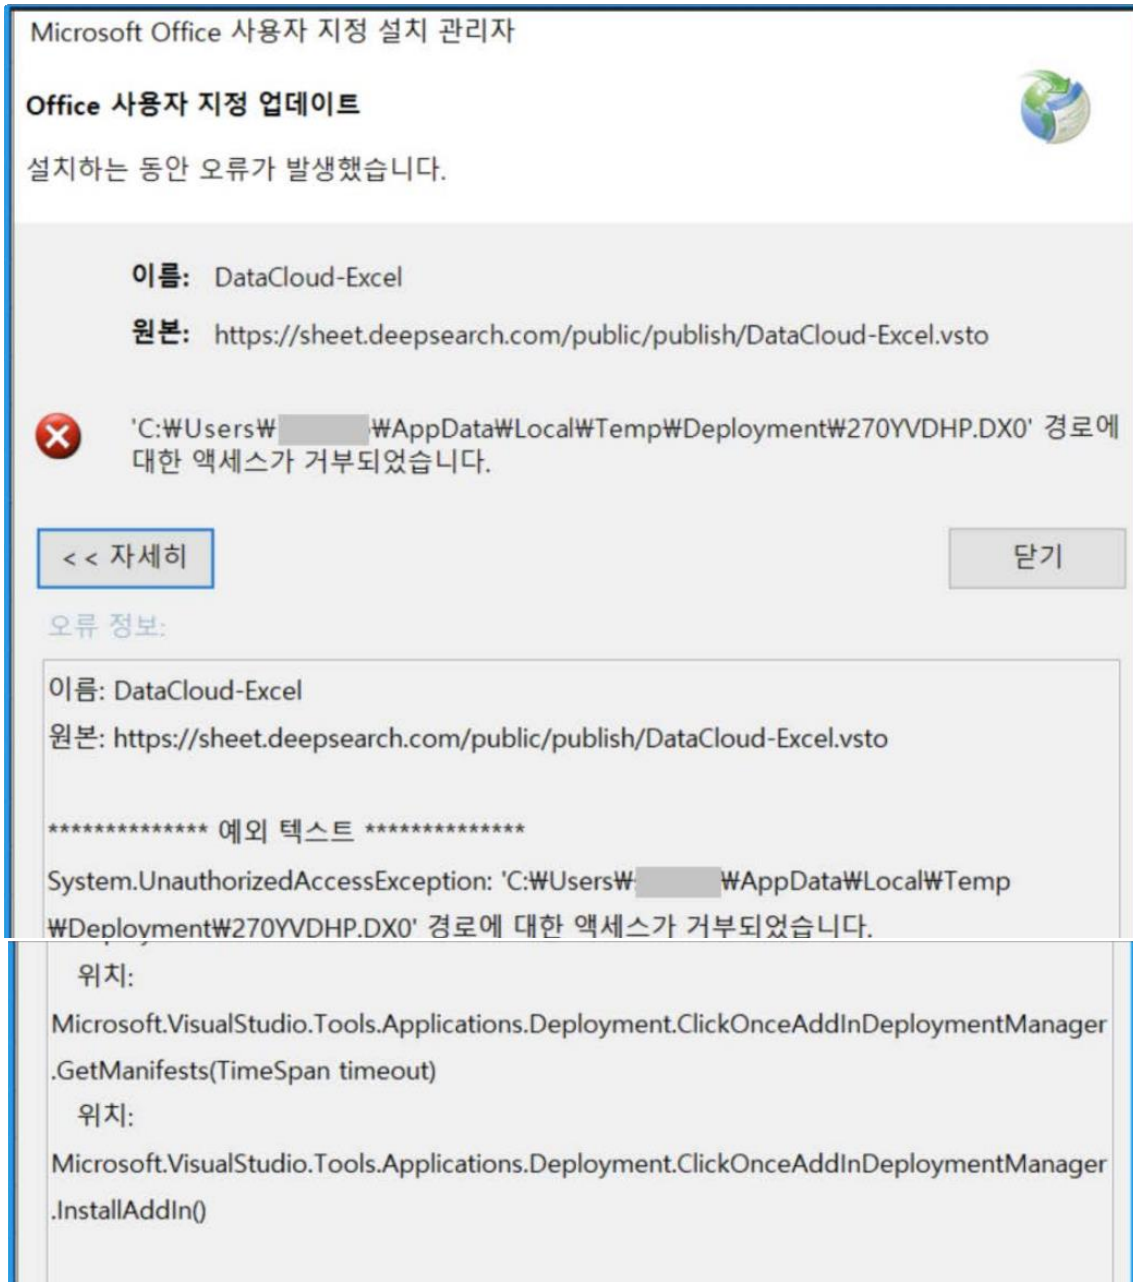 Microsoft Office 사용자 지정 설치 관리자
Office 사용자 지정 업데이트
설치하는 동안 오류가 발생했습니다.
이름: DataCloud-Excel
원본: https://sheet.deepsearch.com/public/publish/DataCloud-Excel.vsto
'C:₩Users₩ ₩AppData₩Local₩Temp₩Deployment₩270YVDHP.DX0' 경로에
대한 액세스가 거부되었습니다.
<< 자세히
닫기
오류 정보:
이름: DataCloud-Excel
원본: https://sheet.deepsearch.com/public/publish/DataCloud-Excel.vsto
************** 예외 텍스트 **************
System.UnauthorizedAccessException: 'C:₩Users₩ ₩AppData₩Local₩Temp
₩Deployment₩270YVDHP.DX0' 경로에 대한 액세스가 거부되었습니다.
위치:
Microsoft.VisualStudio.Tools.Applications.Deployment.ClickOnceAddInDeploymentManager
.GetManifests(TimeSpan timeout)
위치:
Microsoft.VisualStudio.Tools.Applications.Deployment.ClickOnceAddInDeploymentManager
.InstallAddIn()